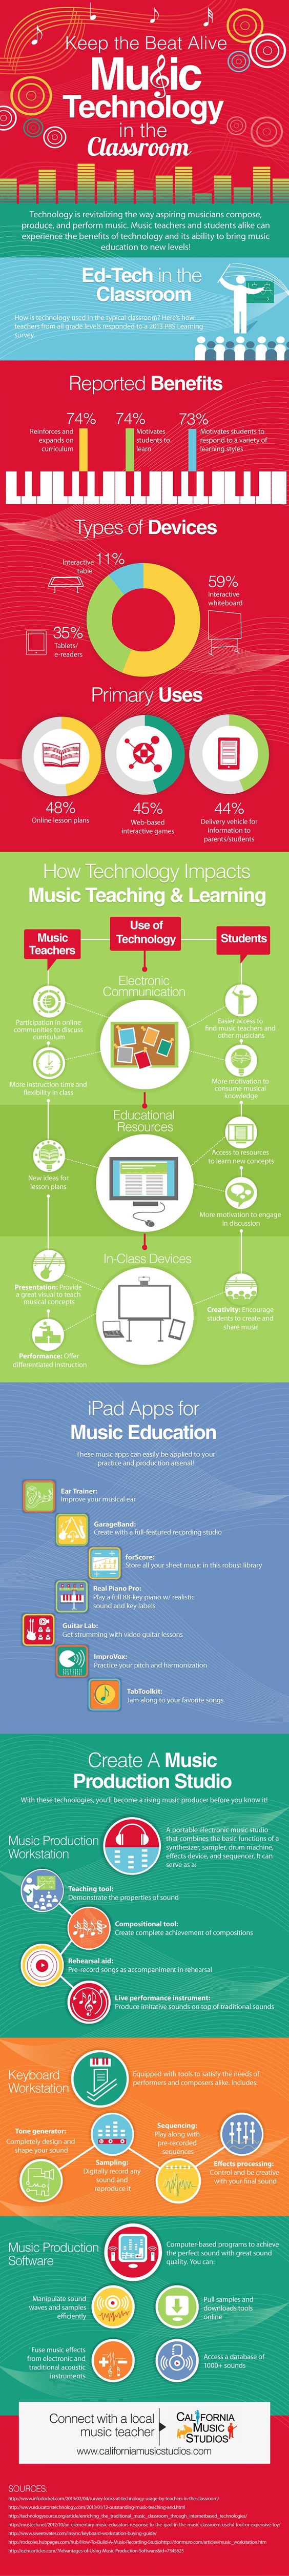 Keep the Beat Alive
Music
Technology
in the
Classroom
Technology is revitalizing the way aspiring musicians compose,
produce, and perform music. Music teachers and students alike can
experience the benefits of technology and its ability to bring music
education to new levels!
Ed-Tech in the
Classroom
How is technology used in the typical classroom? Here's how
teachers from all grade levels responded to a 2013 PBS Learning
survey.
Reported Benefits
74%
Reinforces and
expands on
curriculum
74%
Motivates
students to
learn
73%
Motivates students to
respond to a variety of
learning styles
Types of Devices
Interactive
table
11%
59%
Interactive
whiteboard
35%
Tablets/
e-readers
Primary Uses
48%
Online lesson plans
45%
Web-based
interactive games
44%
Delivery vehicle for
information to
parents/students
How Technology Impacts
Music Teaching & Learning
Music
Teachers
Use of
Technology
Students
Electronic
Communication
Participation in online
communities to discuss
curriculum
Easier access to
find music teachers and
other musicians
More instruction time and
flexibility in class
More motivation to
consume musical
knowledge
Educational
Resources
New ideas for
lesson plans
Access to resources
to learn new concepts
More motivation to engage
in discussion
In-Class Devices
Presentation: Provide
a great visual to teach
musical concepts
Creativity: Encourage
students to create and
share music
Performance: Offer
differentiated instruction
iPad Apps for
Music Education
These music apps can easily be applied to your
practice and production arsenal!
Ear Trainer:
Improve your musical ear
GarageBand:
Create with a full-featured recording studio
forScore:
Store all your sheet music in this robust library
Real Piano Pro:
Play a full 88-key piano w/ realistic
sound and key labels
Guitar Lab:
Get strumming with video guitar lessons
ImproVox:
Practice your pitch and harmonization
TabToolkit:
Jam along to your favorite songs
Create A Music
Production Studio
With these technologies, you'll become a rising music producer before you know it!
Music Production
Workstation
A portable electronic music studio
that combines the basic functions of a
synthesizer, sampler, drum machine,
effects device, and sequencer. It can
serve as a:
Teaching tool:
Demonstrate the properties of sound
Compositional tool:
Create complete achievement of compositions
Rehearsal aid:
Pre-record songs as accompaniment in rehearsal
Live performance instrument:
Produce imitative sounds on top of traditional sounds
Keyboard
Workstation
Equipped with tools to satisfy the needs of
performers and composers alike. Includes:
Tone generator:
Completely design and
shape your sound
Sampling:
Digitally record any
sound and
reproduce it
Sequencing:
Play along with
pre-recorded
sequences
Effects processing:
Control and be creative
with your final sound
Music Production
Software
Computer-based programs to achieve
the perfect sound with great sound
quality. You can:
Manipulate sound
waves and samples
efficiently
Pull samples and
downloads tools
online
Fuse music effects
from electronic and
traditional acoustic
instruments
Access a database of
1000+ sounds
Connect with a local
music teacher
CALIFORNIA
MUSIC
STUDIOS
www.californiamusicstudios.com
SOURCES: